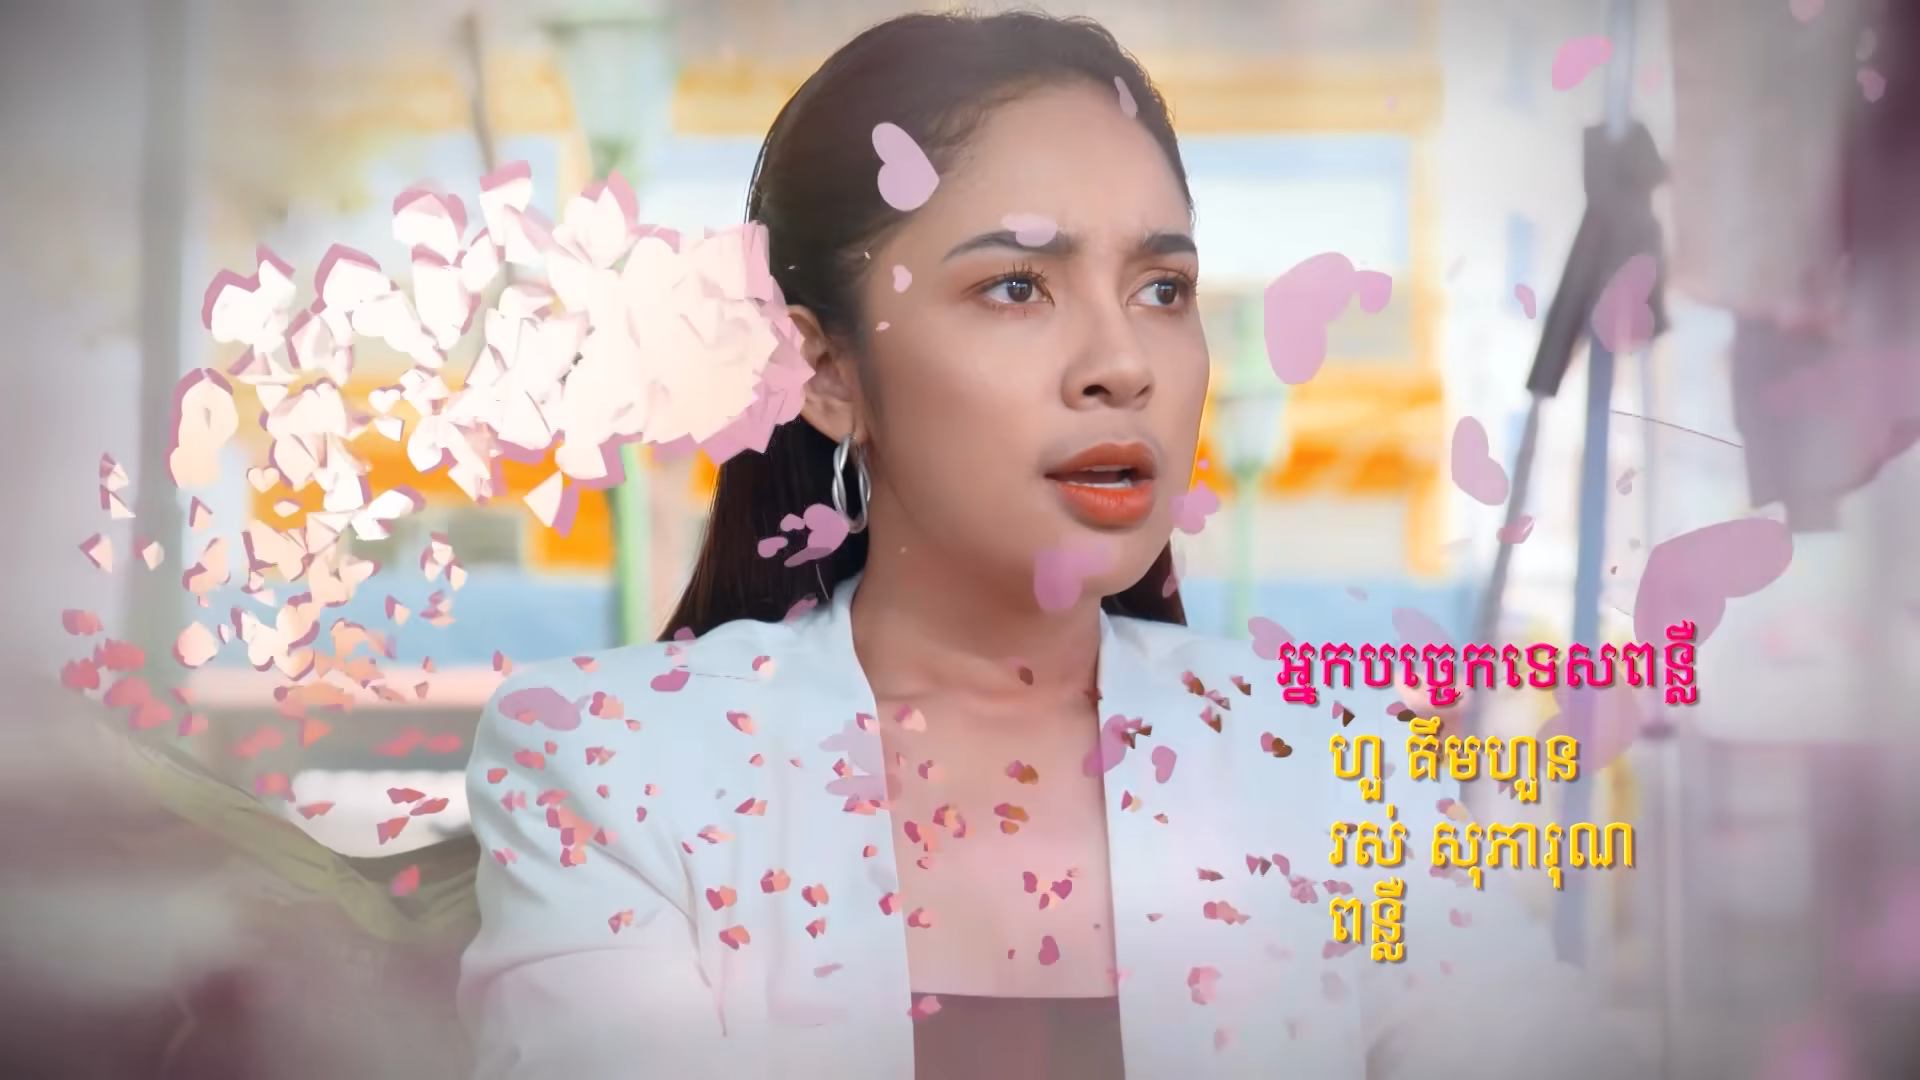 អ្នកបច្ចេកទេសពន្លឺ
ហួ គឹមហួន
រស់ សុភារុណ
ពន្លឺ